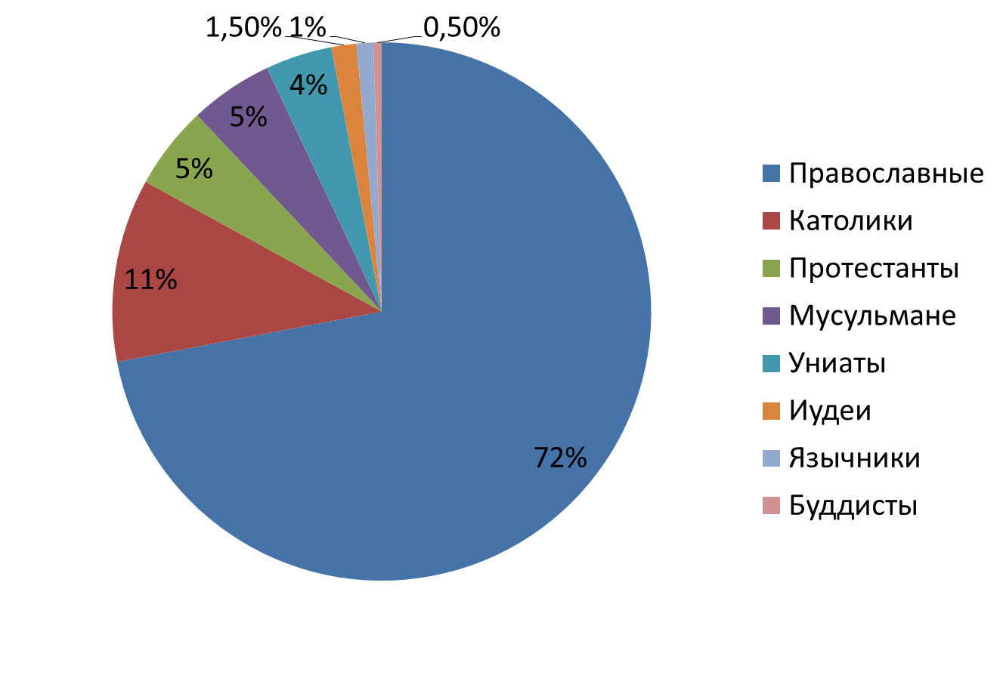 1,50% 1% 0,50%
4%
5%
5%
11%
72%
Православные
Католики
Протестанты
Мусульмане
Униаты
Иудеи
Язычники
Буддисты